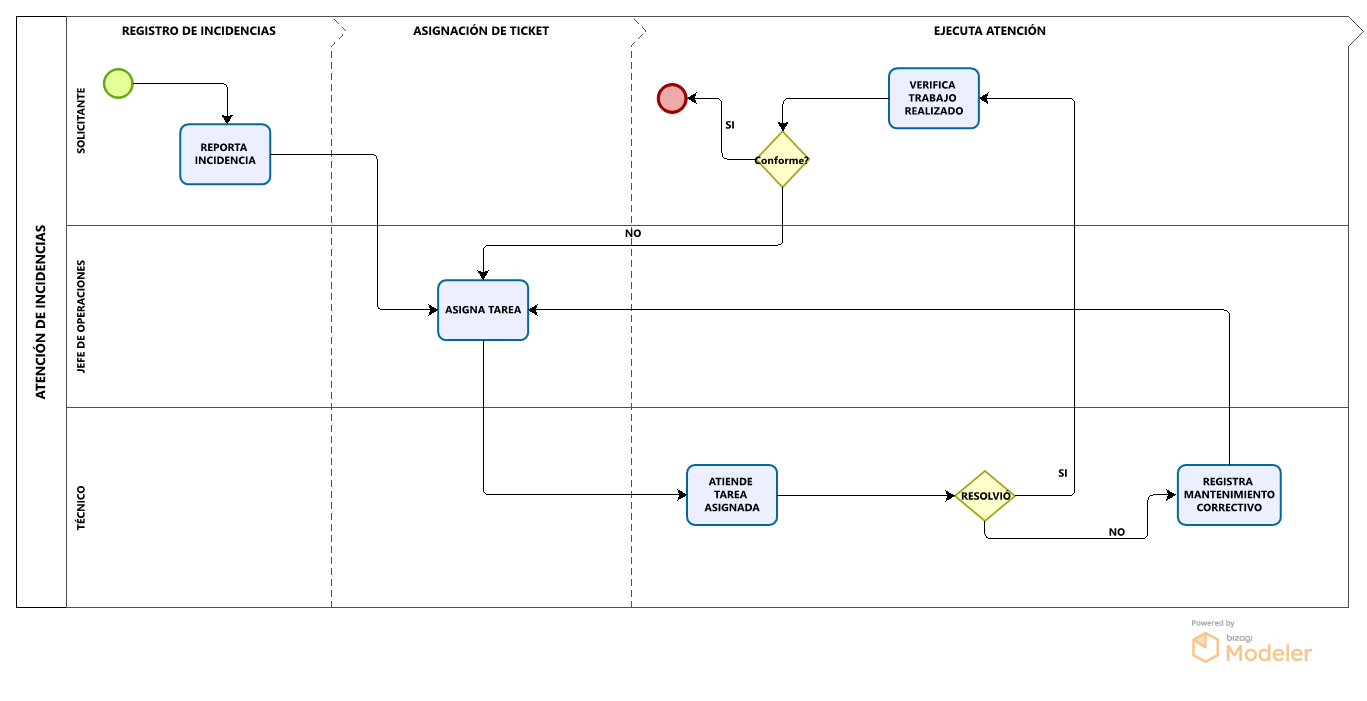 REGISTRO DE INCIDENCIAS
ASIGNACIÓN DE TICKET
EJECUTA ATENCIÓN
ATENCIÓN DE INCIDENCIAS
SOLICITANTE
REPORTA
INCIDENCIA
SI
Conforme?
VERIFICA
TRABAJO
REALIZADO
JEFE DE OPERACIONES
NO
ASIGNA TAREA
TÉCNICO
ATIENDE
TAREA
ASIGNADA
RESOLVIÓ
SI
NO
REGISTRA
MANTENIMIENTO
CORRECTIVO
Powered by
bizagi
Modeler